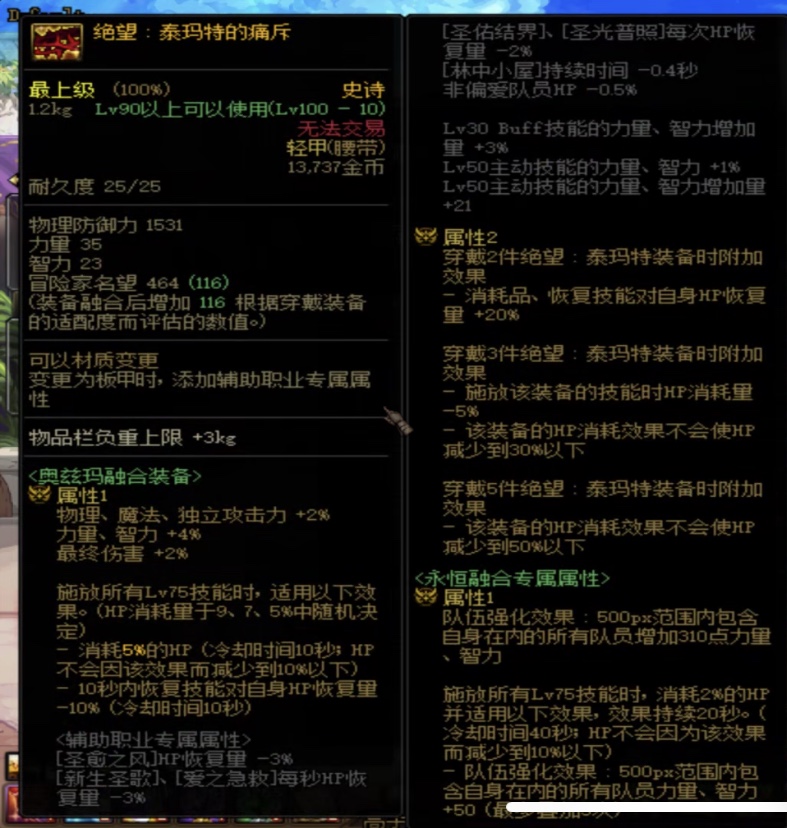 Default
绝望：泰玛特的痛斥
最上级 (100%)
史诗
1.2kg Lv90以上可以使用(Lv100 - 10)
无法交易
轻甲(腰带)
13,737金币
耐久度 25/25
物理防御力 1531
力量 35
智力 23
冒险家名望 464 (116)
(装备融合后增加 116 根据穿戴装备
的适配度而评估的数值。)
可以材质变更
变更为板甲时，添加辅助职业专属属
性
物品栏负重上限 +3kg
<奥兹玛融合装备>
属性1
物理、魔法、独立攻击力 +2%
力量、智力 +4%
最终伤害 +2%
施放所有Lv75技能时，适用以下效
果。(HP消耗量于9、7、5%中随机决
定)
- 消耗5%的HP (冷却时间10秒；HP
不会因该效果而减少到10%以下)
- 10秒内恢复技能对自身HP恢复量
-10% (冷却时间10秒)
<辅助职业专属属性>
[圣愈之风]HP恢复量 -3%
[新生圣歌]、[爱之急救]每秒HP恢
复量 -3%
[圣佑结界]、[圣光普照]每次HP恢
复量 -2%
[林中小屋]持续时间 -0.4秒
非偏爱队员HP -0.5%
Lv30 Buff技能的力量、智力增加
量 +3%
Lv50主动技能的力量、智力 +1%
Lv50主动技能的力量、智力增加量
+21
属性2
穿戴2件绝望：泰玛特装备时附加
效果
- 消耗品、恢复技能对自身HP恢复
量 +20%
穿戴3件绝望：泰玛特装备时附加
效果
- 施放该装备的技能时HP消耗量
-5%
- 该装备的HP消耗效果不会使HP
减少到30%以下
穿戴5件绝望：泰玛特装备时附加
效果
- 该装备的HP消耗效果不会使HP
减少到50%以下
<永恒融合专属属性>
属性1
队伍强化效果：500px范围内包含
自身在内的所有队员增加310点力量
、智力
施放所有Lv75技能时，消耗2%的HP
并适用以下效果，效果持续20秒。(
冷却时间40秒；HP不会因为该效果
而减少到10%以下)
- 队伍强化效果：500px范围内包
含自身在内的所有队员力量、智力
+50 (最多叠加3次)